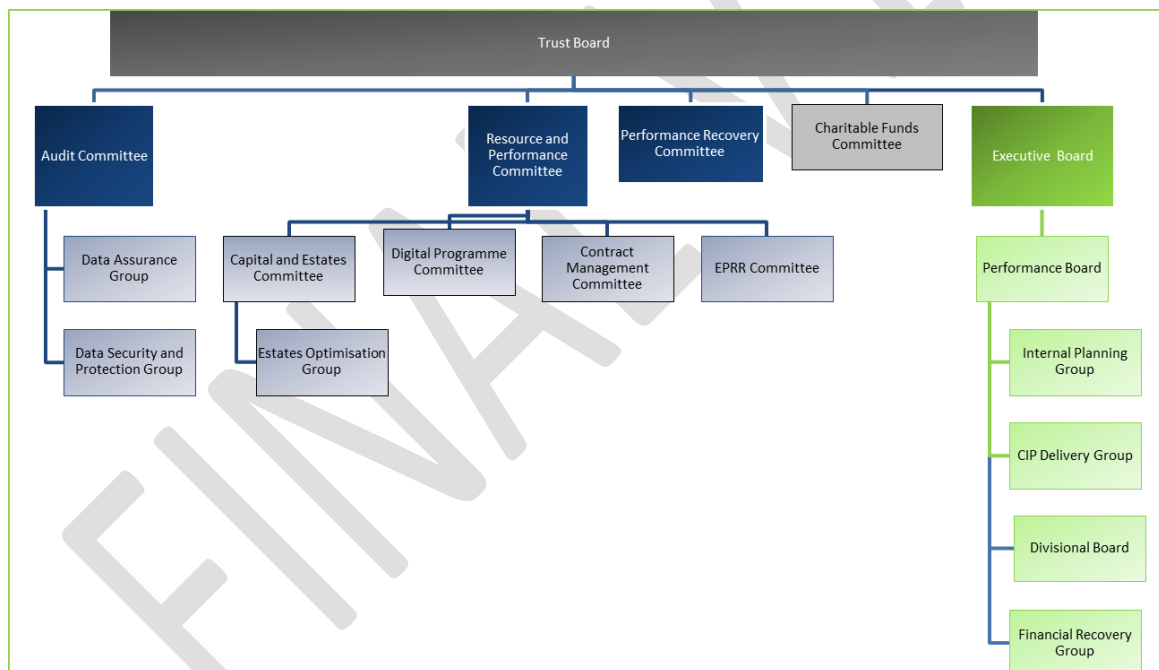 Trust Board
Audit Committee
Resource and
Performance
Committee
Performance Recovery
Committee
Charitable Funds
Committee
Executive Board
Data Assurance
Group
Capital and Estates
Committee
Digital Programme
Committee
Contract
Management
Committee
EPRR Committee
Performance Board
Data Security and
Protection Group
Estates Optimisation
Group
Internal Planning
Group
CIP Delivery Group
Divisional Board
Financial Recovery
Group
FINAL